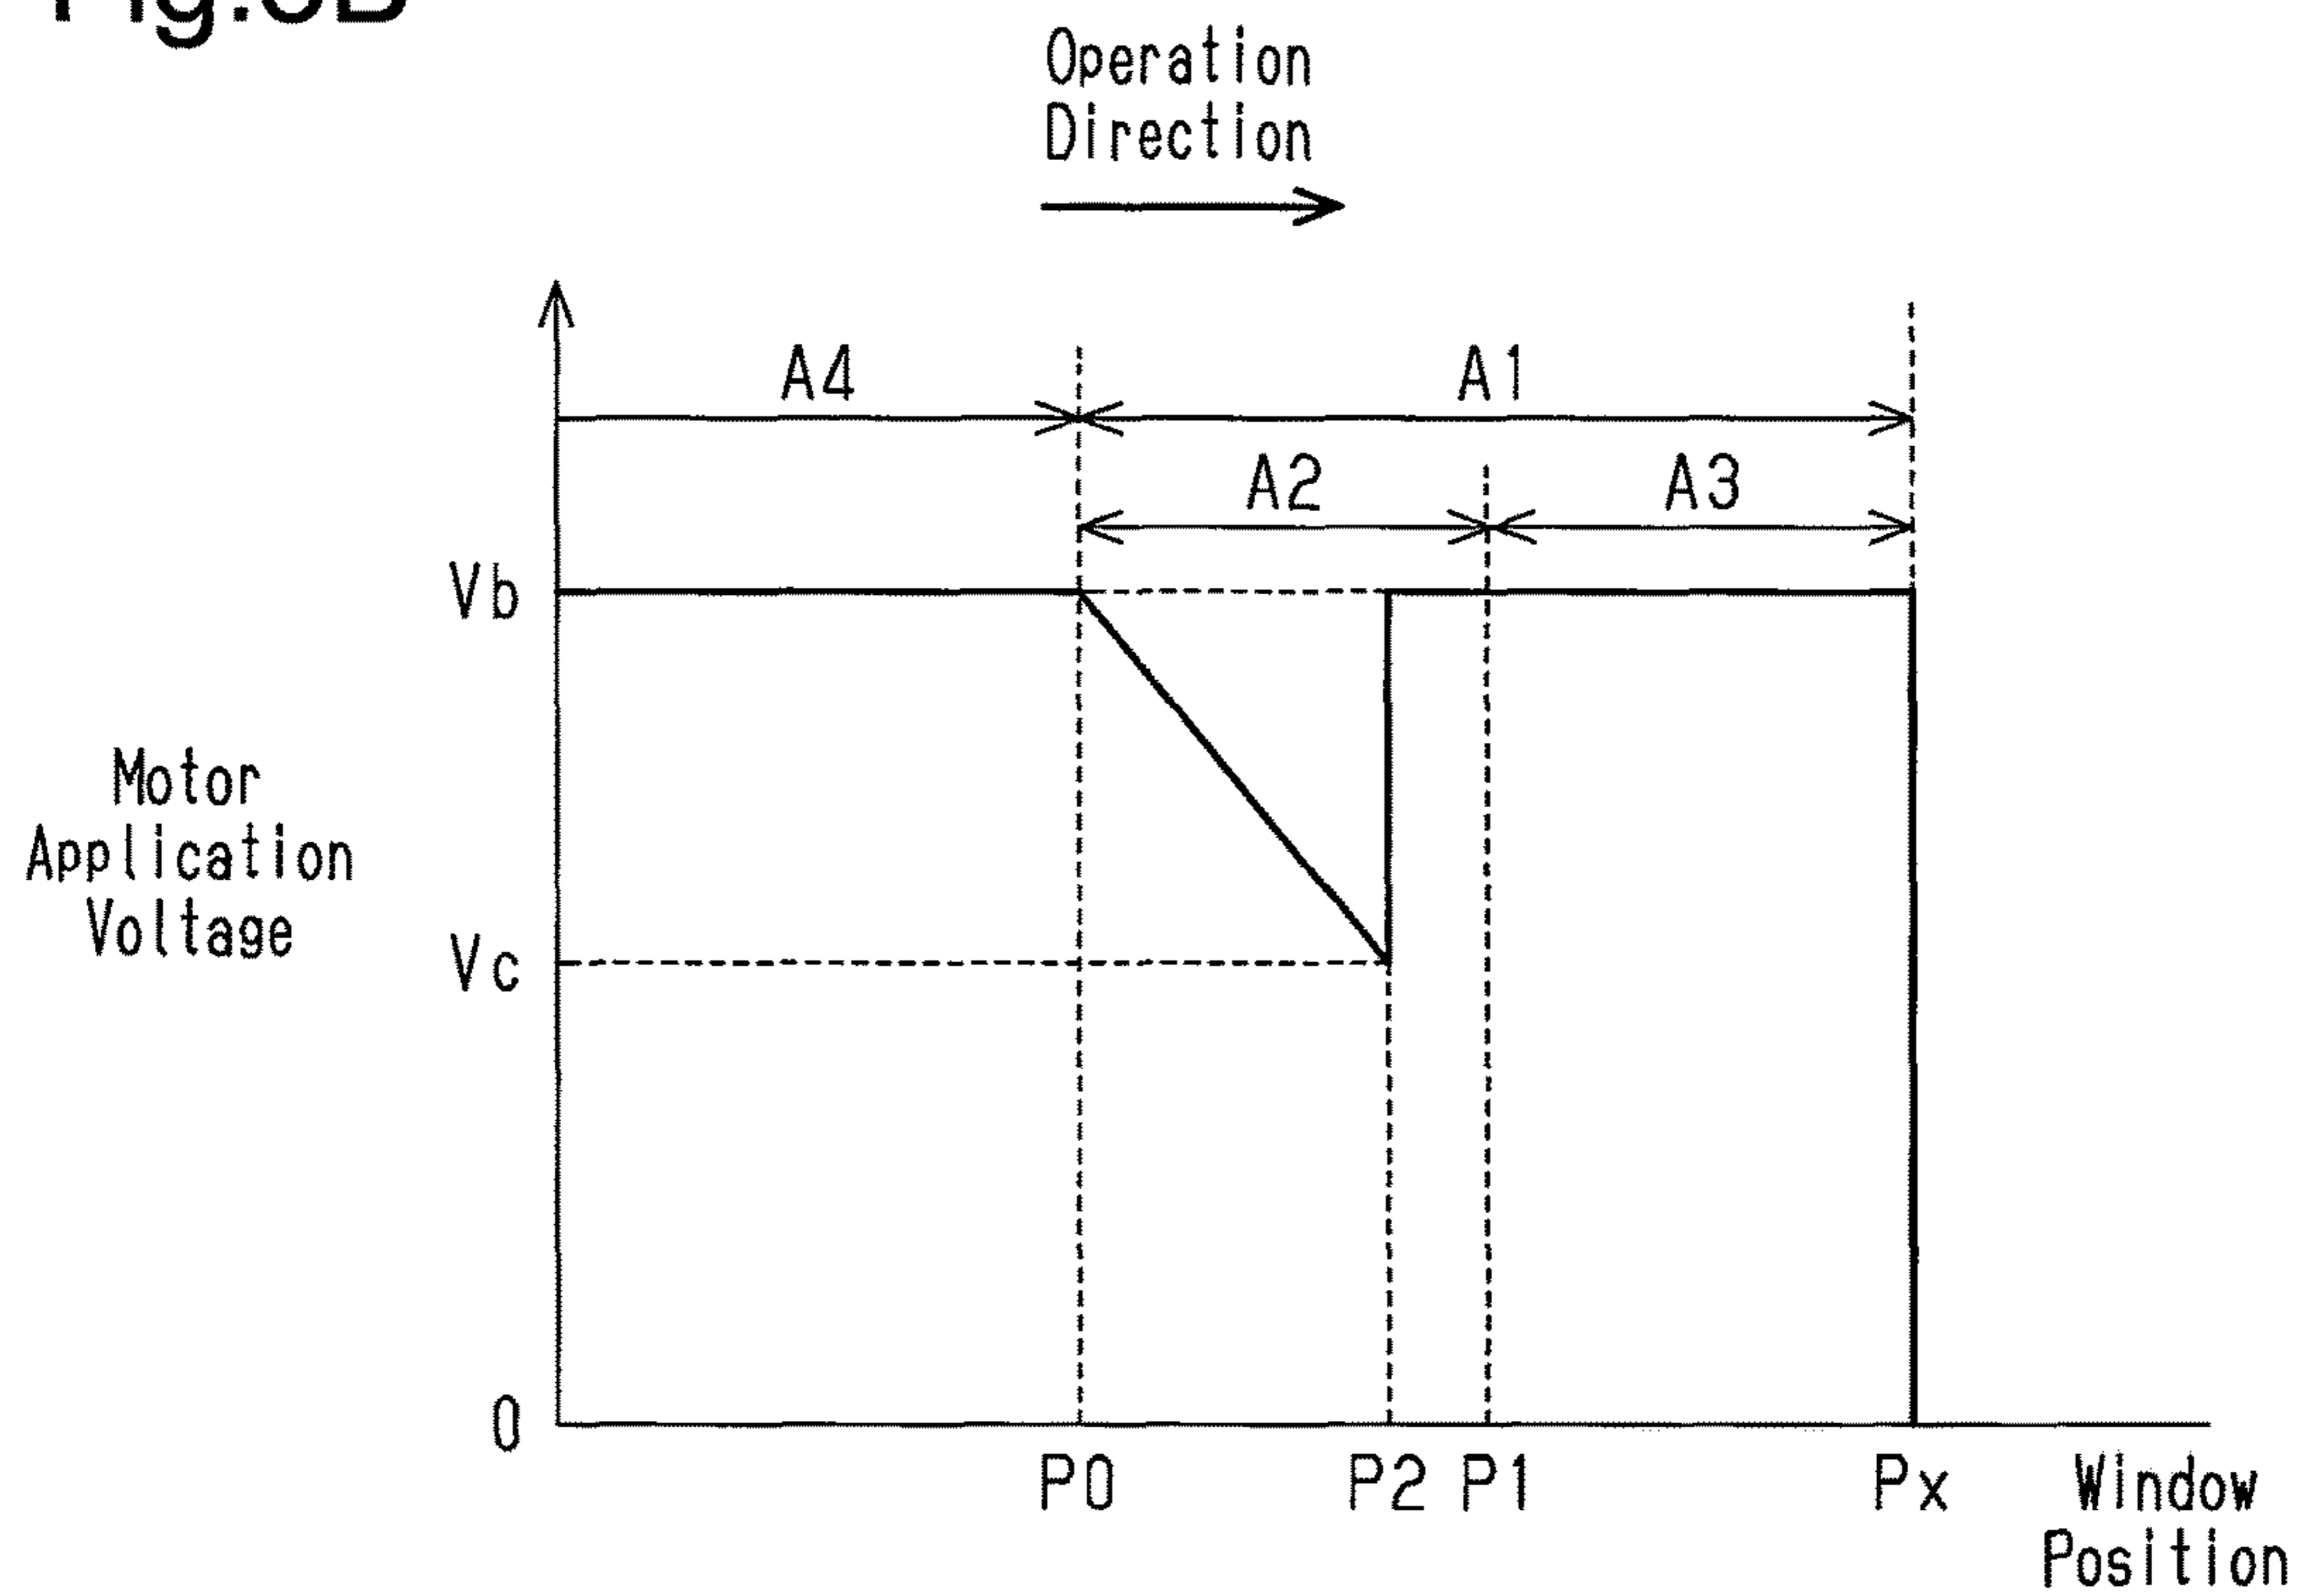 Operation
Direction
A4
A1
A2
A3
Vb
Motor
Application
Voltage
Vc
0
P0
P2
P1
Px
Window
Position